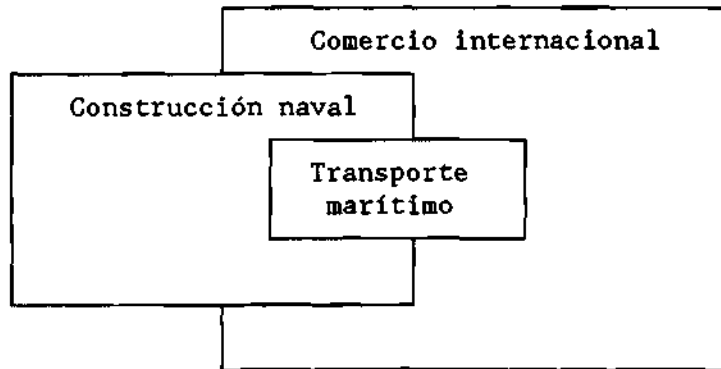 Comercio internacional
Construcción naval
Transporte
marítimo